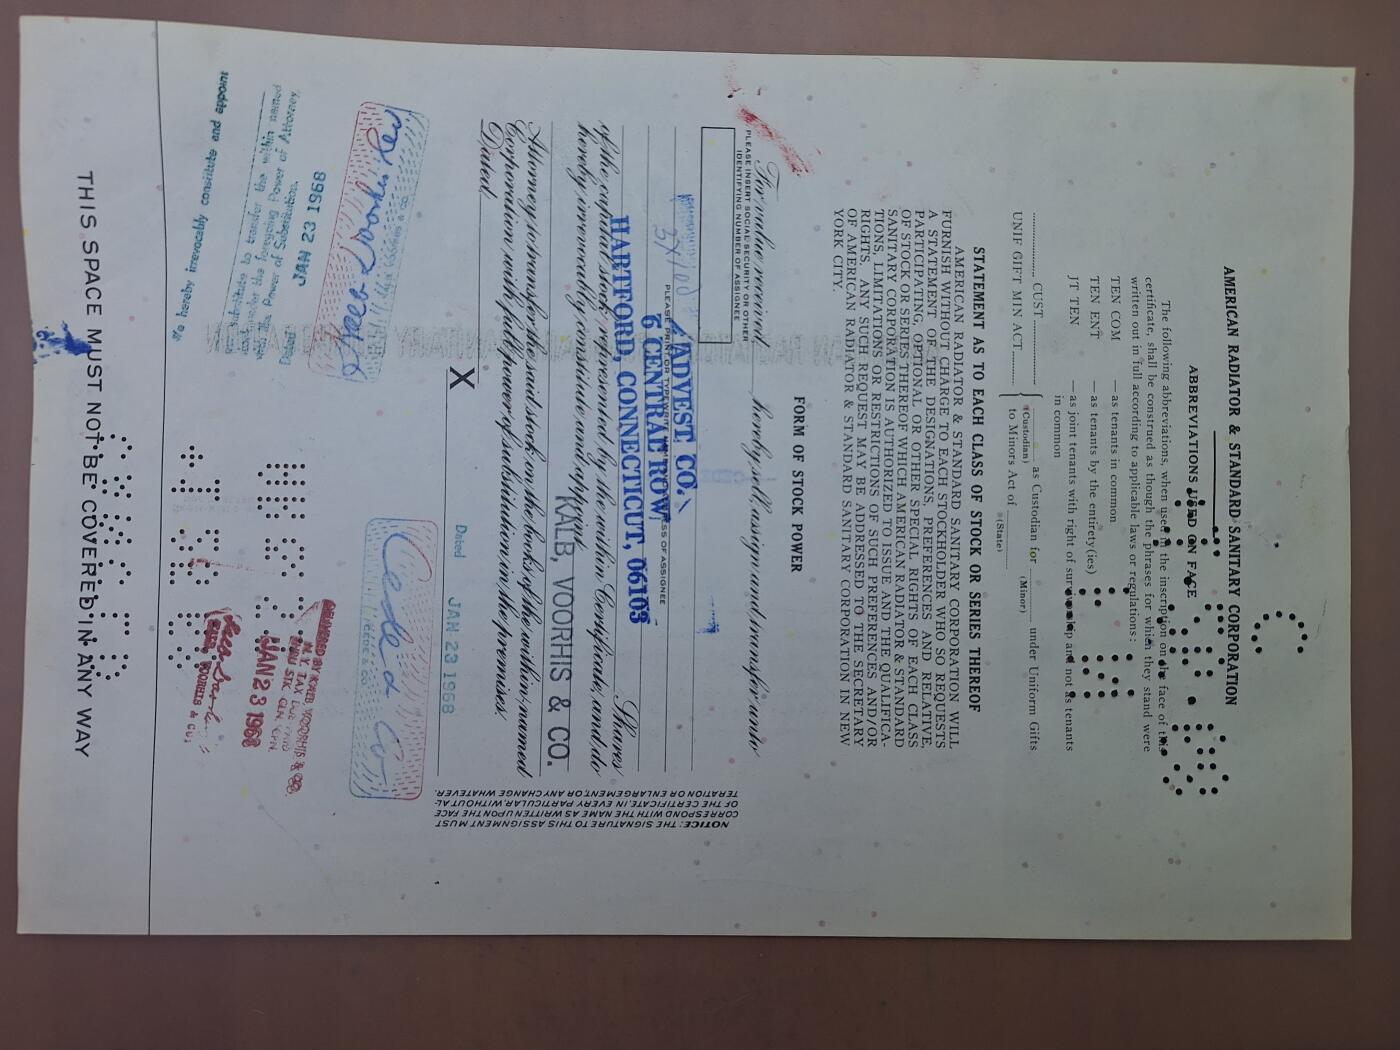 AMERICAN RADIATOR & STANDARD SANITARY CORPORATION
ABBREVIATIONS USED ON FACE
The following abbreviations, when used in the inscription on the face of this
certificate, shall be construed as though the phrases for which they stand were
written out in full according to applicable laws or regulations:
TEN COM —as tenants in common
TEN ENT —as tenants by the entirety(ies)
JT TEN —as joint tenants with right of survivorship and not as tenants
in common
CUST as Custodian for under Uniform Gifts
(Custodian) (Minor)
UNIF GIFT MIN ACT to Minors Act of
(State)
STATEMENT AS TO EACH CLASS OF STOCK OR SERIES THEREOF
AMERICAN RADIATOR & STANDARD SANITARY CORPORATION WILL
FURNISH WITHOUT CHARGE TO EACH STOCKHOLDER WHO SO REQUESTS
A STATEMENT OF THE DESIGNATIONS, PREFERENCES AND RELATIVE,
PARTICIPATING, OPTIONAL OR OTHER SPECIAL RIGHTS OF EACH CLASS
OF STOCK OR SERIES THEREOF WHICH AMERICAN RADIATOR & STANDARD
SANITARY CORPORATION IS AUTHORIZED TO ISSUE AND THE QUALIFICA-
TIONS, LIMITATIONS OR RESTRICTIONS OF SUCH PREFERENCES AND/OR
RIGHTS. ANY SUCH REQUEST MAY BE ADDRESSED TO THE SECRETARY
OF AMERICAN RADIATOR & STANDARD SANITARY CORPORATION IN NEW
YORK CITY.
FORM OF STOCK POWER
For value received hereby sell, assign and transfer unto
PLEASE INSERT SOCIAL SECURITY OR OTHER
IDENTIFYING NUMBER OF ASSIGNEE
ADVEST CO.
PLEASE PRINT OR TYPEWRITE NAME AND ADDRESS OF ASSIGNEE
6 CENTRAL ROW
HARTFORD, CONNECTICUT, 06103
Shares
of the capital stock represented by the within Certificate, and do
hereby irrevocably constitute and appoint
KALB, VOORHIS & CO.
Attorney to transfer the said stock on the books of the within named
Corporation with full power of substitution in the premises.
Dated
X
Dated JAN 23 1968
NOTICE: THE SIGNATURE TO THIS ASSIGNMENT MUST
CORRESPOND WITH THE NAME AS WRITTEN UPON THE FACE
OF THE CERTIFICATE, IN EVERY PARTICULAR, WITHOUT AL-
TERATION OR ENLARGEMENT, OR ANY CHANGE WHATEVER.
Cede & Co
JAN 23 1968
DELIVERED BY KALB VOORHIS & CO.
N.Y. TAX
THRU STK. CLR. CPN.
JAN 23 1968
KALB, VOORHIS & CO.
hereby irrevocably constitute and appoint
THIS SPACE MUST NOT BE COVERED IN ANY WAY